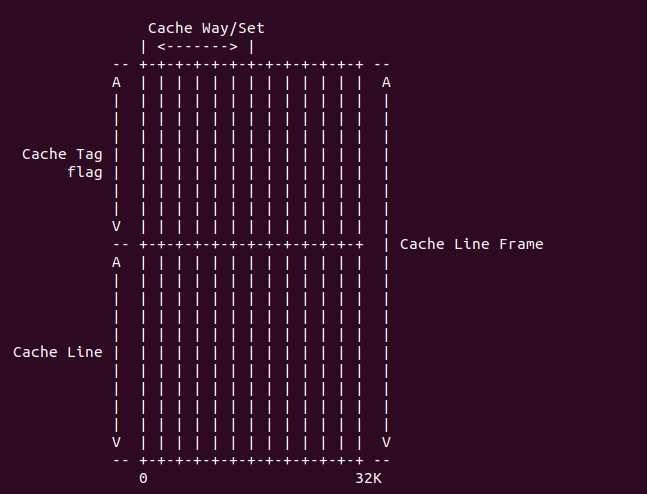 Cache Way/Set
               | <-------> |
            -- +-+-+-+-+-+-+-+-+-+-+-+-+ --
            A  | | | | | | | | | | | | |  A
            |  | | | | | | | | | | | | |  |
            |  | | | | | | | | | | | | |  |
            |  | | | | | | | | | | | | |  |
  Cache Tag |  | | | | | | | | | | | | |  |
       flag |  | | | | | | | | | | | | |  |
            |  | | | | | | | | | | | | |  |
            |  | | | | | | | | | | | | |  |
            V  | | | | | | | | | | | | |  |
            -- +-+-+-+-+-+-+-+-+-+-+-+-+  | Cache Line Frame
            A  | | | | | | | | | | | | |  |
            |  | | | | | | | | | | | | |  |
            |  | | | | | | | | | | | | |  |
            |  | | | | | | | | | | | | |  |
            |  | | | | | | | | | | | | |  |
 Cache Line |  | | | | | | | | | | | | |  |
            |  | | | | | | | | | | | | |  |
            |  | | | | | | | | | | | | |  |
            |  | | | | | | | | | | | | |  |
            |  | | | | | | | | | | | | |  |
            V  | | | | | | | | | | | | |  V
            -- +-+-+-+-+-+-+-+-+-+-+-+-+ --
               0                       32K